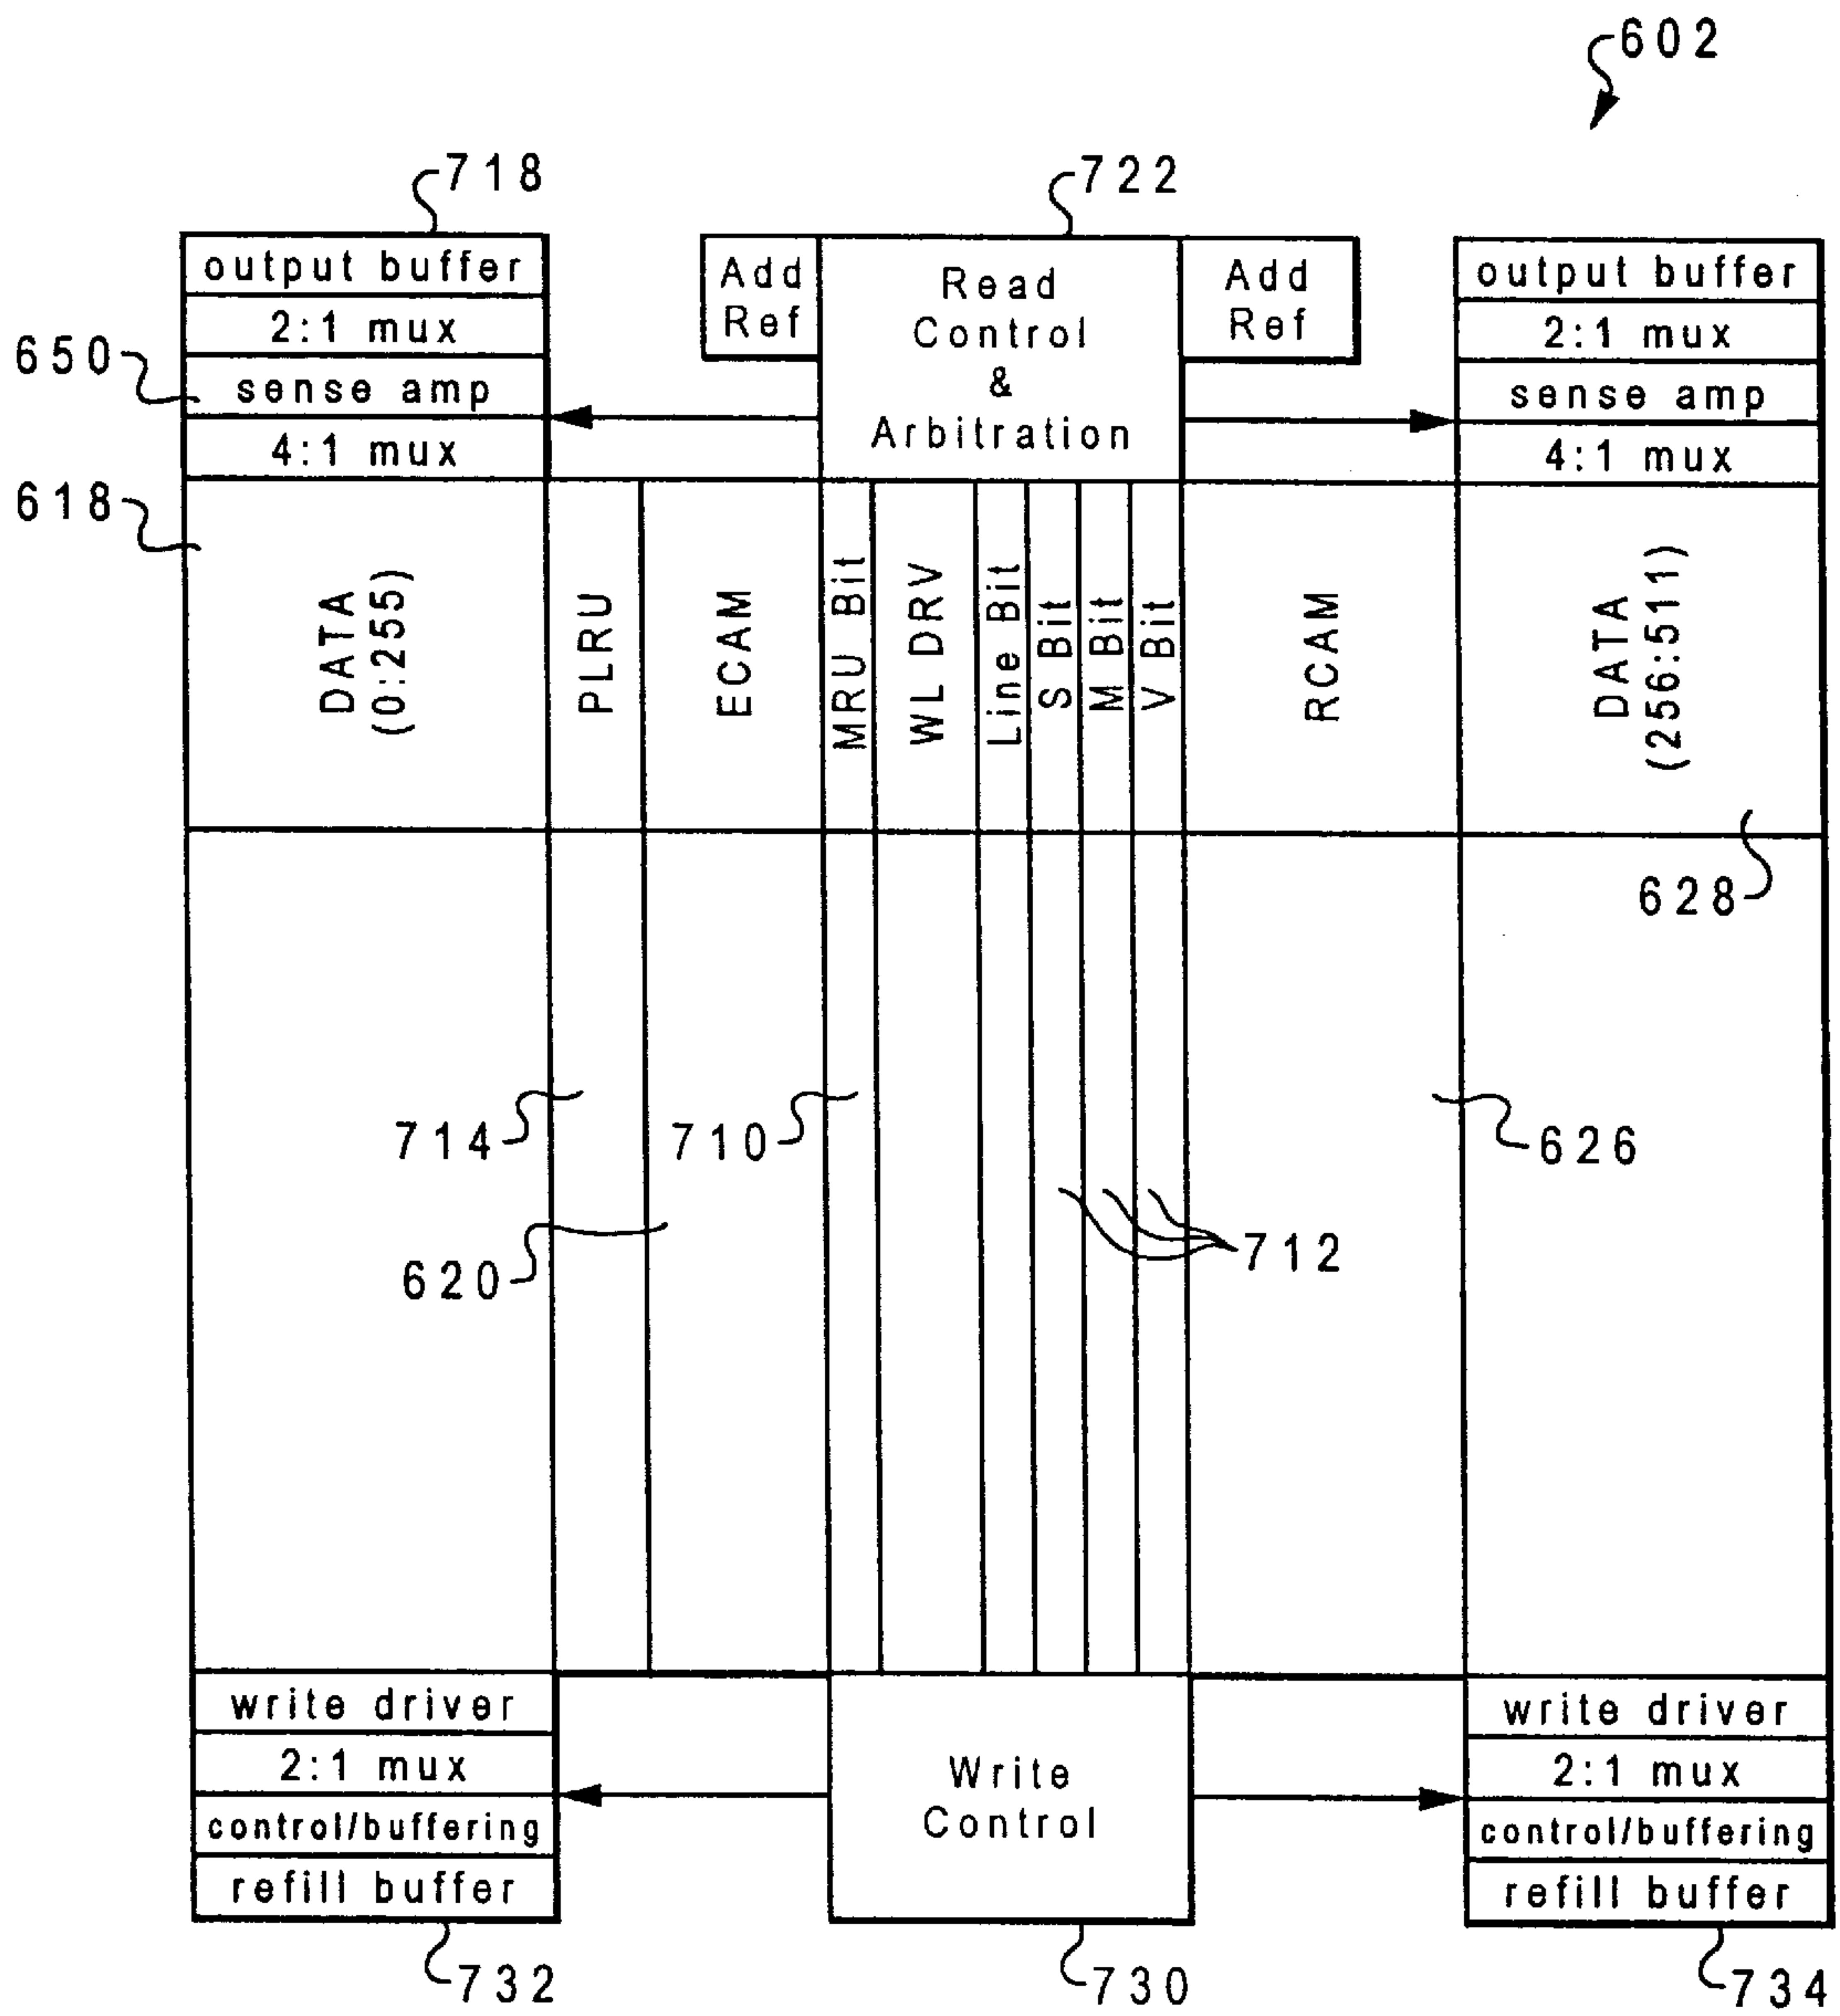 602
718
722
output buffer
2:1 mux
sense amp
4:1 mux
650
Add
Ref
Read
Control
&
Arbitration
Add
Ref
output buffer
2:1 mux
sense amp
4:1 mux
618
DATA
(0:255)
PLRU
ECAM
MRU Bit
WL DRV
Line Bit
S Bit
M Bit
V Bit
RCAM
DATA
(256:511)
628
714
710
626
620
712
write driver
2:1 mux
control/buffering
refill buffer
Write
Control
write driver
2:1 mux
control/buffering
refill buffer
732
730
734